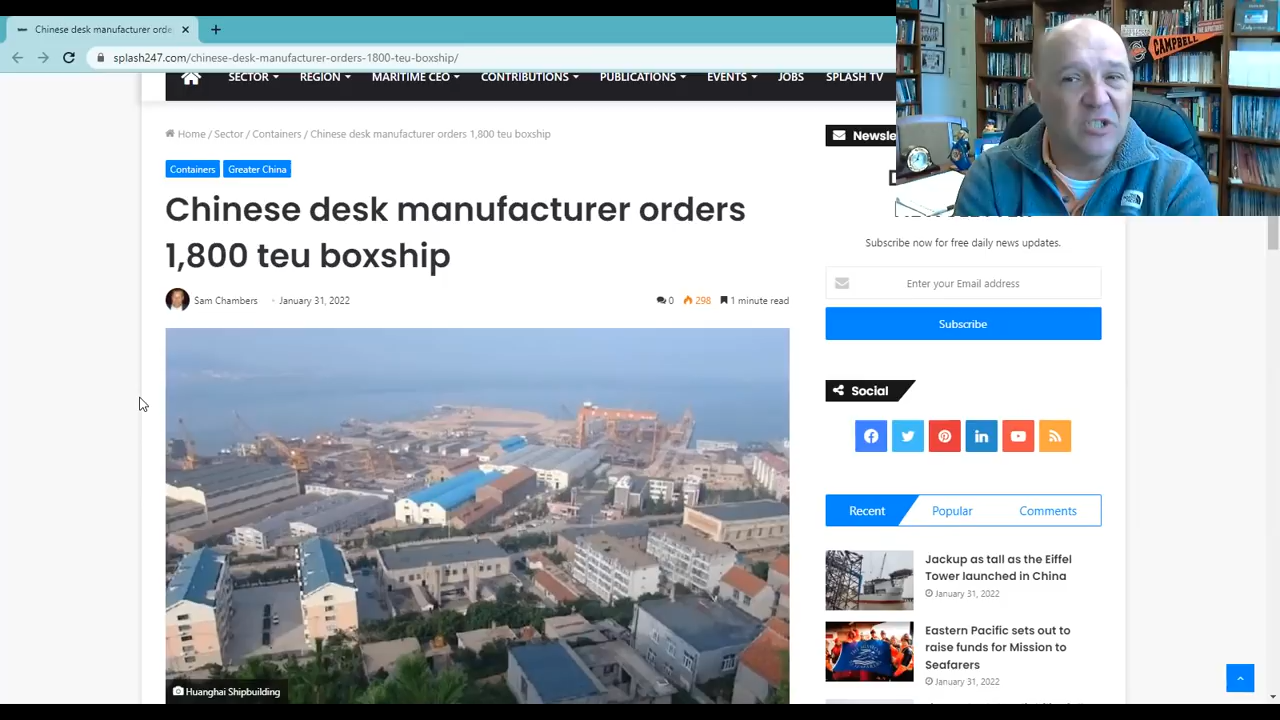 Chinese desk manufacturer orde
splash247.com/chinese-desk-manufacturer-orders-1800-teu-boxship/
SECTOR REGION MARITIME CEO CONTRIBUTIONS PUBLICATIONS EVENTS JOBS SPLASH TV
CAMPBELL
Home / Sector / Containers / Chinese desk manufacturer orders 1,800 teu boxship
Containers Greater China
Chinese desk manufacturer orders
1,800 teu boxship
Sam Chambers January 31, 2022 0 298 1 minute read
Huanghai Shipbuilding
Newsle
Subscribe now for free daily news updates.
Enter your Email address
Subscribe
Social
Recent Popular Comments
Jackup as tall as the Eiffel
Tower launched in China
January 31, 2022
Eastern Pacific sets out to
raise funds for Mission to
Seafarers
January 31, 2022